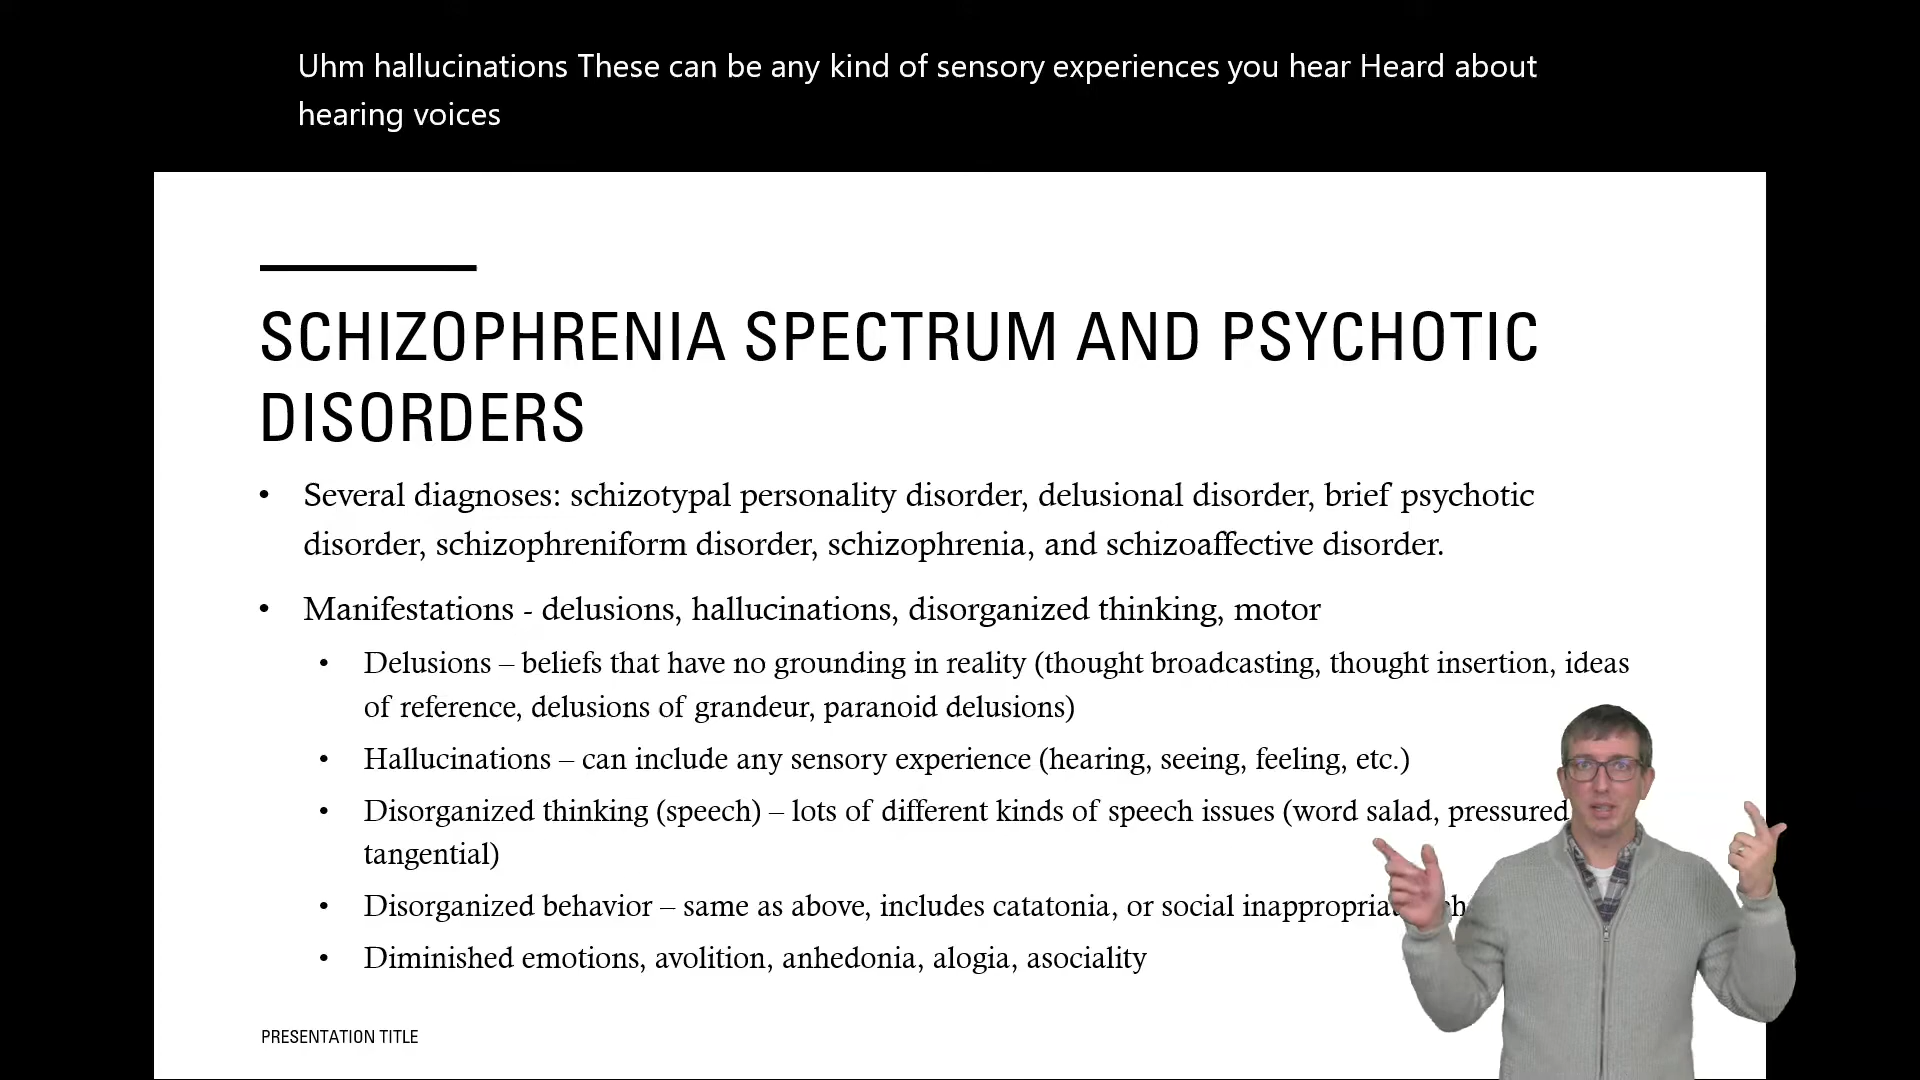 Uhm hallucinations These can be any kind of sensory experiences you hear Heard about
hearing voices
SCHIZOPHRENIA SPECTRUM AND PSYCHOTIC
DISORDERS
• Several diagnoses: schizotypal personality disorder, delusional disorder, brief psychotic
disorder, schizophreniform disorder, schizophrenia, and schizoaffective disorder.
• Manifestations - delusions, hallucinations, disorganized thinking, motor
• Delusions – beliefs that have no grounding in reality (thought broadcasting, thought insertion, ideas
of reference, delusions of grandeur, paranoid delusions)
• Hallucinations – can include any sensory experience (hearing, seeing, feeling, etc.)
• Disorganized thinking (speech) – lots of different kinds of speech issues (word salad, pressured
tangential)
• Disorganized behavior – same as above, includes catatonia, or social
• Diminished emotions, avolition, anhedonia, alogia, asociality
PRESENTATION TITLE